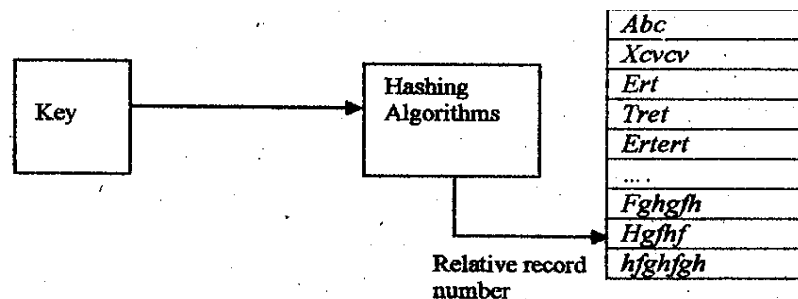 Key
Hashing
Algorithms
Relative record
number
Abc
Xcvcv
Ert
Tret
Ertert
....
Fghgfh
Hgfhf
hfghfgh